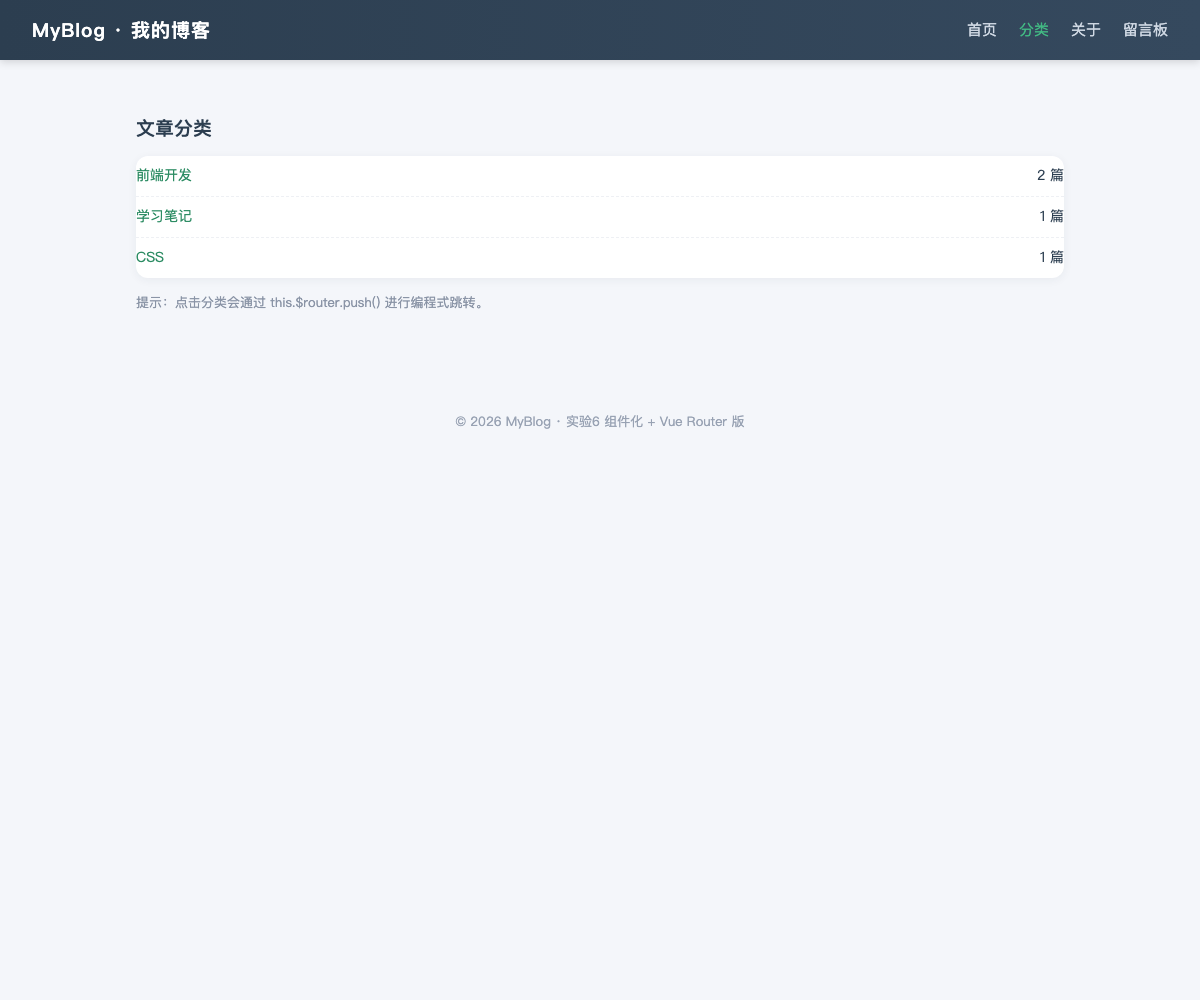 MyBlog · 我的博客
首页 分类 关于 留言板
文章分类
前端开发 2 篇
学习笔记 1 篇
CSS 1 篇
提示：点击分类会通过 this.$router.push() 进行编程式跳转。
© 2026 MyBlog · 实验6 组件化 + Vue Router 版